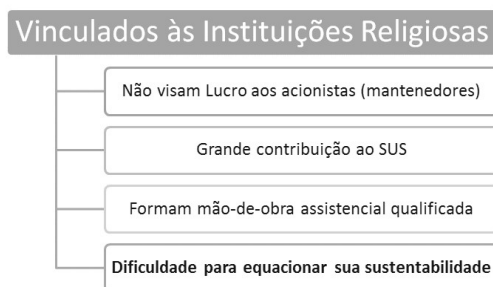 Vinculados às Instituições Religiosas
Não visam Lucro aos acionistas (mantenedores)
Grande contribuição ao SUS
Formam mão-de-obra assistencial qualificada
Dificuldade para equacionar sua sustentabilidade